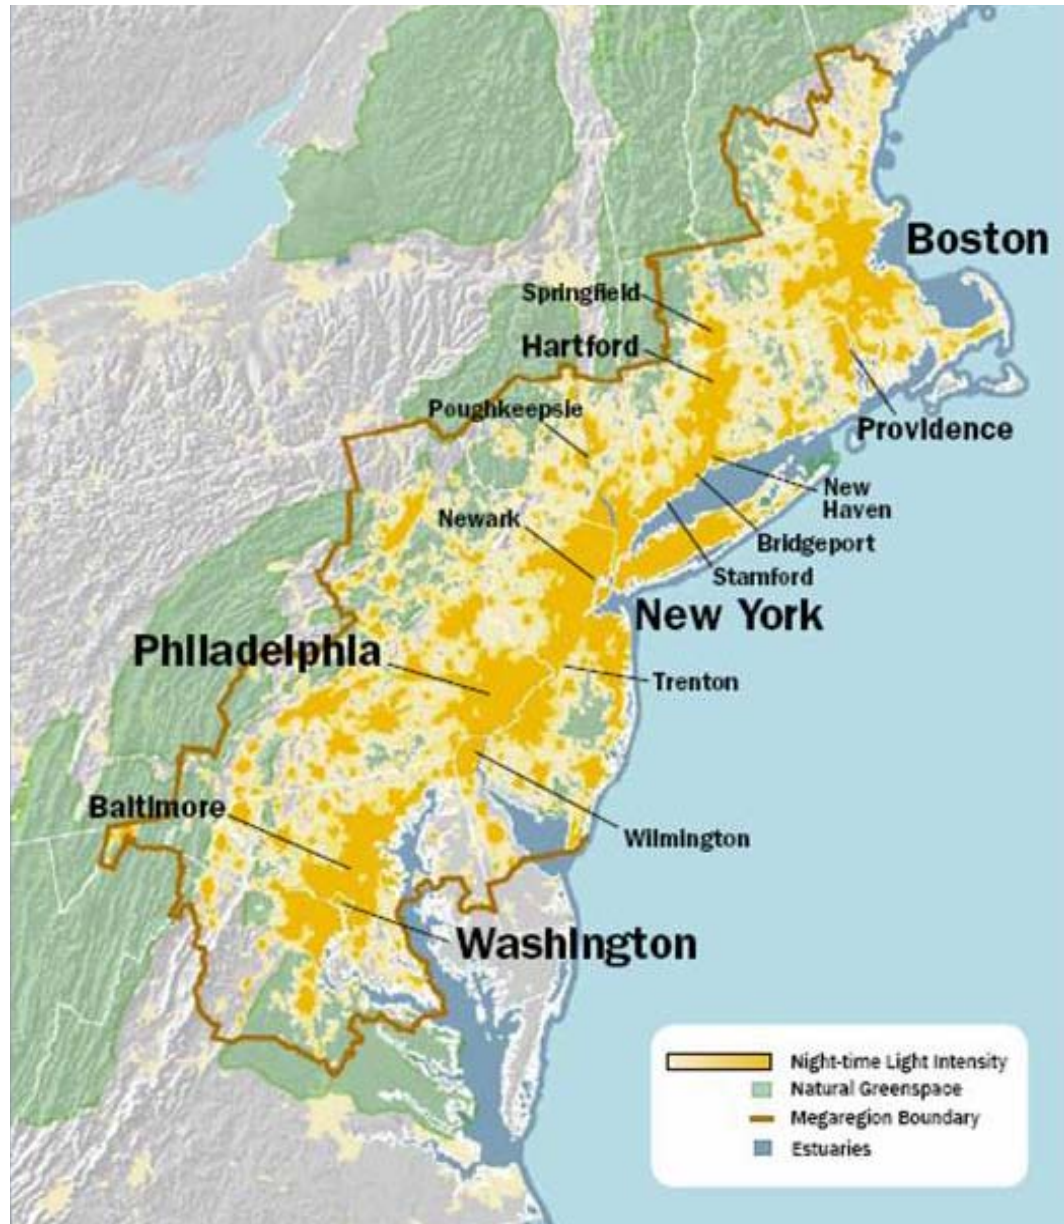 Boston
Springfield
Hartford
Poughkeepsie
Providence
New
Haven
Newark
Bridgeport
Stamford
New York
Philadelphia
Trenton
Baltimore
Wilmington
Washington
Night-time Light Intensity
Natural Greenspace
Megaregion Boundary
Estuaries